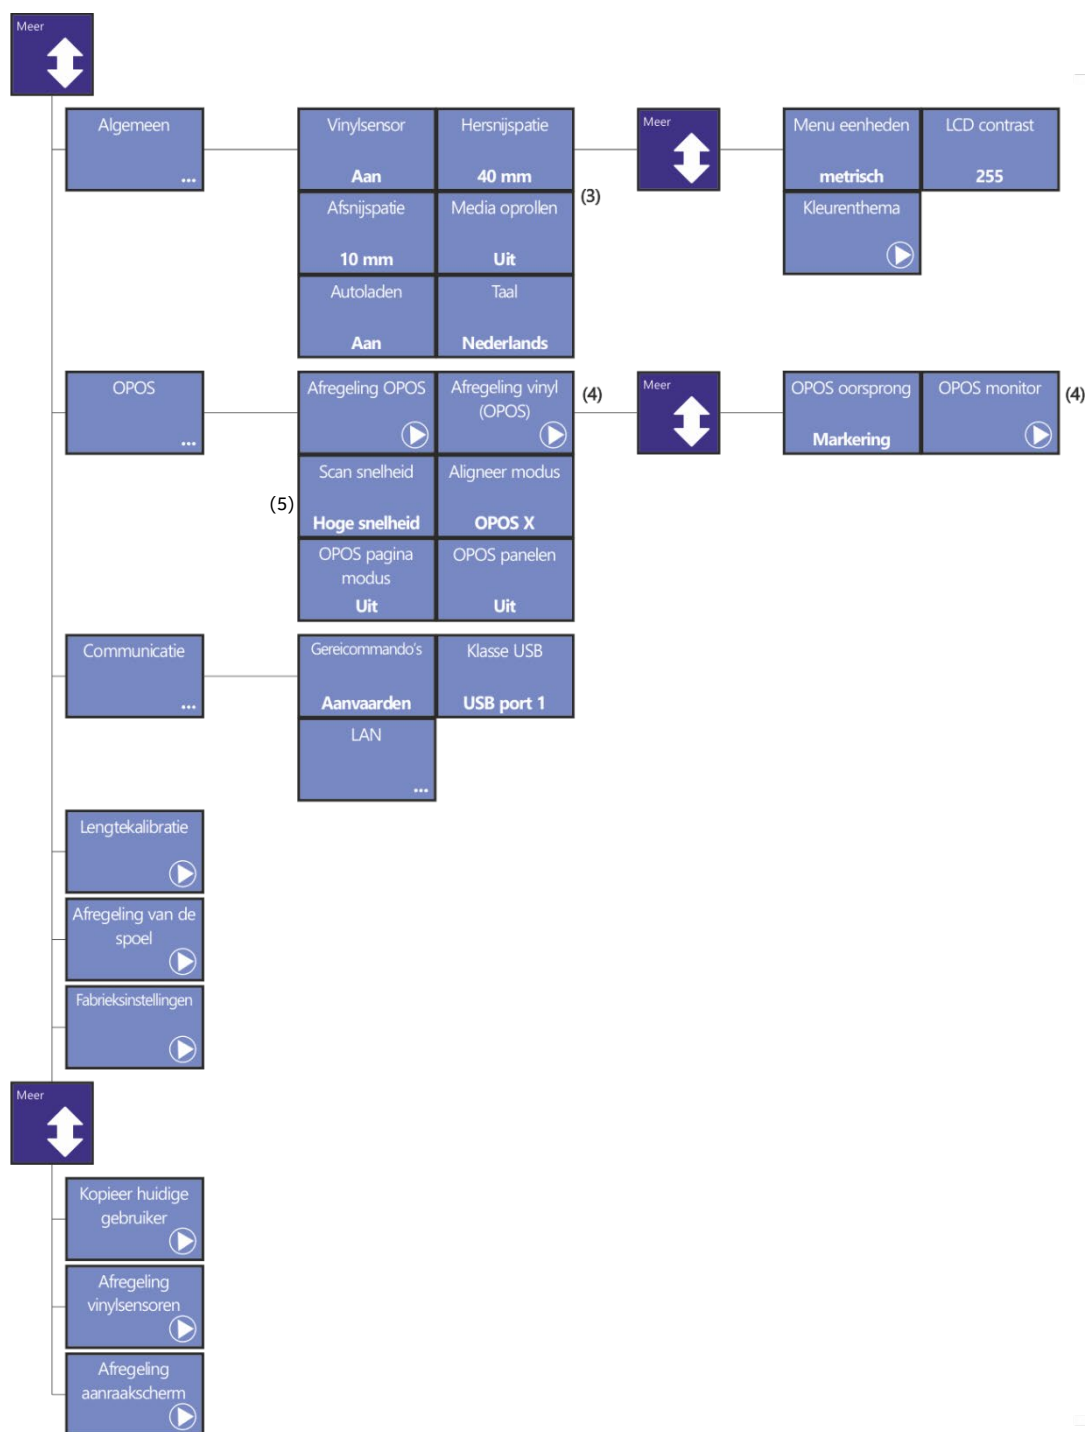 Meer
Algemeen
...
Vinylsensor
Aan
Hersnijspatie
40 mm
Meer
Menu eenheden
metrisch
LCD contrast
255
(3)
Afsnijspatie
10 mm
Media oprollen
Uit
Kleurenthema
Autoladen
Aan
Taal
Nederlands
OPOS
...
Afregeling OPOS
Afregeling vinyl
(OPOS)
(4)
Meer
OPOS oorsprong
Markering
OPOS monitor
(4)
(5)
Scan snelheid
Hoge snelheid
Aligneer modus
OPOS X
OPOS pagina
modus
Uit
OPOS panelen
Uit
Communicatie
...
Gereicommando's
Aanvaarden
Klasse USB
USB port 1
LAN
...
Lengtekalibratie
Afregeling van de
spoel
Fabrieksinstellingen
Meer
Kopieer huidige
gebruiker
Afregeling
vinylsensoren
Afregeling
aanraakscherm